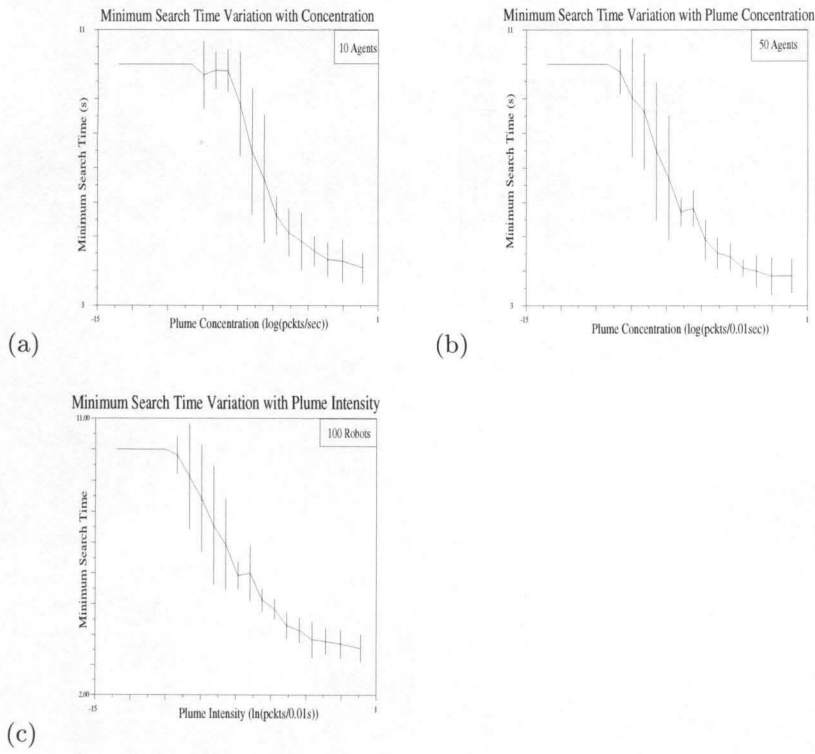 Minimum Search Time Variation with Concentration
11
10 Agents
Minimum Search Time (s)
3
-15
1
Plume Concentration (log(pckts/sec))
(a)
Minimum Search Time Variation with Plume Concentration
11
50 Agents
Minimum Search Time (s)
3
-15
1
Plume Concentration (log(pckts/0.01sec))
(b)
Minimum Search Time Variation with Plume Intensity
11.00
100 Robots
Minimum Search Time
2.00
-15
1
Plume Intensity (ln(pckts/0.01s))
(c)